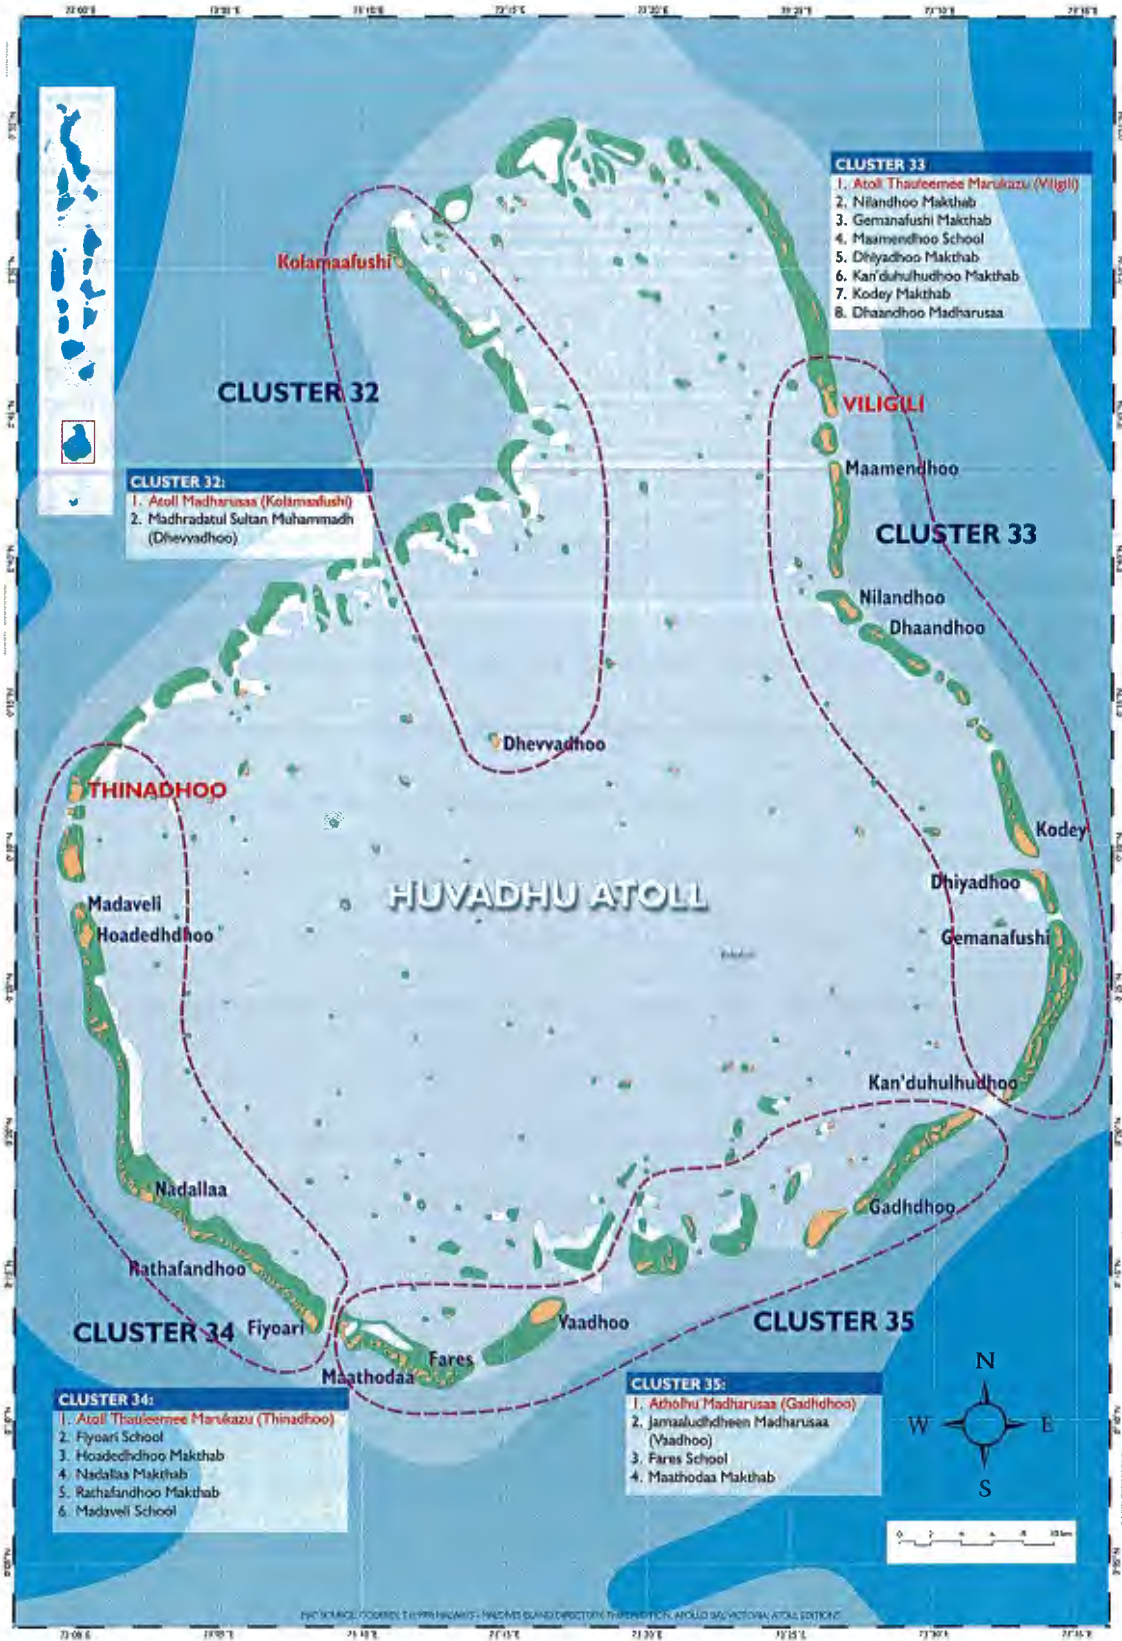 CLUSTER 33
1. Atoll Thauleemee Marukazu (Viligili)
2. Nilandhoo Makthab
3. Gemanafushi Makthab
4. Maamendhoo School
5. Dhiyadhoo Makthab
6. Kan'duhulhudhoo Makthab
7. Kodey Makthab
8. Dhaandhoo Madharusaa
Kolamaafushi
CLUSTER 32
VILIGILI
Maamendhoo
CLUSTER 32:
1. Atoll Madharusaa (Kolamaafushi)
2. Madhradatul Sultan Muhammadh
(Dhevvadhoo)
CLUSTER 33
Nilandhoo
Dhaandhoo
Dhevvadhoo
THINADHOO
Kodey
Dhiyadhoo
HUVADHU ATOLL
Madaveli
Hoadedhdhoo
Gemanafushi
Kan'duhulhudhoo
Nadallaa
Gadhdhoo
Rathafandhoo
CLUSTER 34
Fiyoari
Vaadhoo
CLUSTER 35
Fares
Maathodaa
CLUSTER 34:
1. Atoll Thauleemee Marukazu (Thinadhoo)
2. Fiyoari School
3. Hoadedhdhoo Makthab
4. Nadallaa Makthab
5. Rathafandhoo Makthab
6. Madaveli School
CLUSTER 35:
1. Atholhu Madharusaa (Gadhdhoo)
2. Jamaaludhdheen Madharusaa
(Vaadhoo)
3. Fares School
4. Maathodaa Makthab
N
W E
S